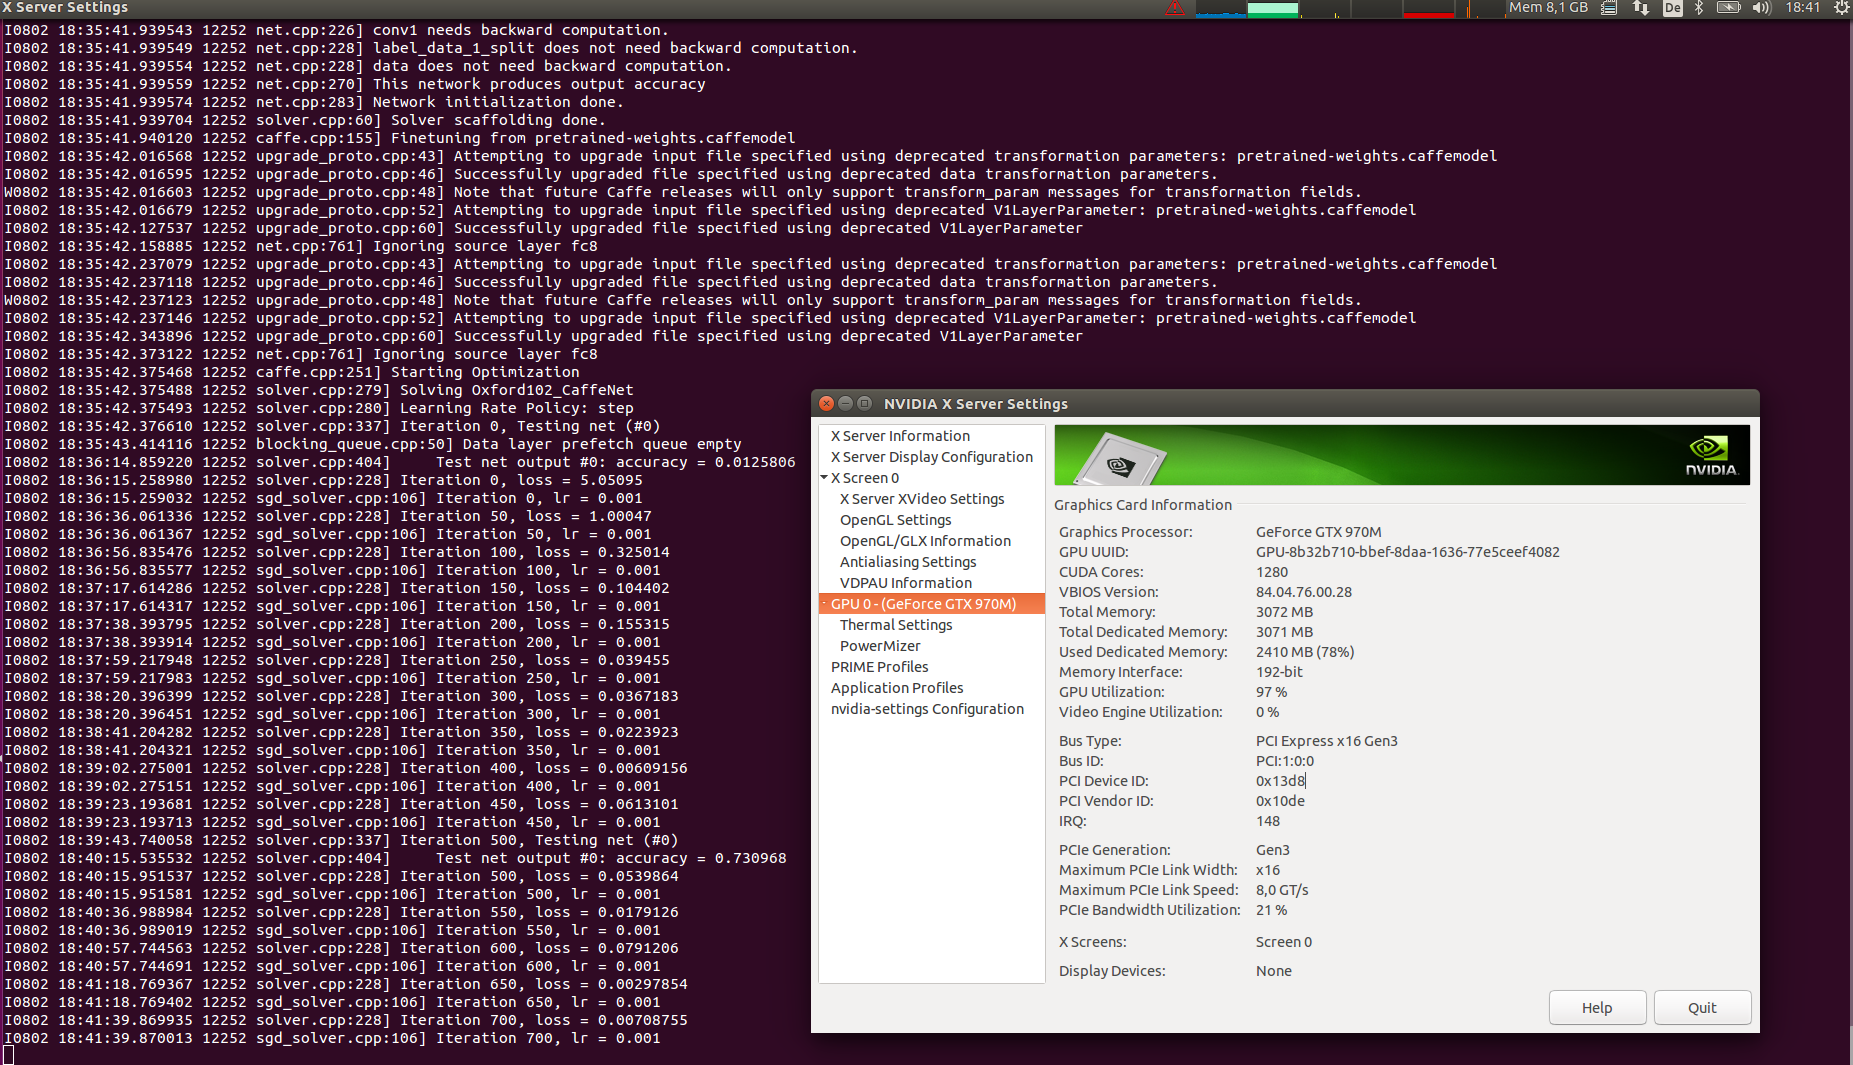 X Server Settings
Mem 8,1 GB
De
18:41
I0802 18:35:41.939543 12252 net.cpp:226] conv1 needs backward computation.
I0802 18:35:41.939549 12252 net.cpp:228] label_data_1_split does not need backward computation.
I0802 18:35:41.939554 12252 net.cpp:228] data does not need backward computation.
I0802 18:35:41.939559 12252 net.cpp:270] This network produces output accuracy
I0802 18:35:41.939574 12252 net.cpp:283] Network initialization done.
I0802 18:35:41.939704 12252 solver.cpp:60] Solver scaffolding done.
I0802 18:35:41.940120 12252 caffe.cpp:155] Finetuning from pretrained-weights.caffemodel
I0802 18:35:42.016568 12252 upgrade_proto.cpp:43] Attempting to upgrade input file specified using deprecated transformation parameters: pretrained-weights.caffemodel
I0802 18:35:42.016595 12252 upgrade_proto.cpp:46] Successfully upgraded file specified using deprecated data transformation parameters.
W0802 18:35:42.016603 12252 upgrade_proto.cpp:48] Note that future Caffe releases will only support transform_param messages for transformation fields.
I0802 18:35:42.016679 12252 upgrade_proto.cpp:52] Attempting to upgrade input file specified using deprecated V1LayerParameter: pretrained-weights.caffemodel
I0802 18:35:42.127537 12252 upgrade_proto.cpp:60] Successfully upgraded file specified using deprecated V1LayerParameter
I0802 18:35:42.158885 12252 net.cpp:761] Ignoring source layer fc8
I0802 18:35:42.237079 12252 upgrade_proto.cpp:43] Attempting to upgrade input file specified using deprecated transformation parameters: pretrained-weights.caffemodel
I0802 18:35:42.237118 12252 upgrade_proto.cpp:46] Successfully upgraded file specified using deprecated data transformation parameters.
W0802 18:35:42.237123 12252 upgrade_proto.cpp:48] Note that future Caffe releases will only support transform_param messages for transformation fields.
I0802 18:35:42.237146 12252 upgrade_proto.cpp:52] Attempting to upgrade input file specified using deprecated V1LayerParameter: pretrained-weights.caffemodel
I0802 18:35:42.343896 12252 upgrade_proto.cpp:60] Successfully upgraded file specified using deprecated V1LayerParameter
I0802 18:35:42.373122 12252 net.cpp:761] Ignoring source layer fc8
I0802 18:35:42.375468 12252 caffe.cpp:251] Starting Optimization
I0802 18:35:42.375488 12252 solver.cpp:279] Solving Oxford102_CaffeNet
I0802 18:35:42.375493 12252 solver.cpp:280] Learning Rate Policy: step
I0802 18:35:42.376610 12252 solver.cpp:337] Iteration 0, Testing net (#0)
I0802 18:35:43.414116 12252 blocking_queue.cpp:50] Data layer prefetch queue empty
I0802 18:36:14.859220 12252 solver.cpp:404]     Test net output #0: accuracy = 0.0125806
I0802 18:36:15.258980 12252 solver.cpp:228] Iteration 0, loss = 5.05095
I0802 18:36:15.259032 12252 sgd_solver.cpp:106] Iteration 0, lr = 0.001
I0802 18:36:36.061336 12252 solver.cpp:228] Iteration 50, loss = 1.00047
I0802 18:36:36.061367 12252 sgd_solver.cpp:106] Iteration 50, lr = 0.001
I0802 18:36:56.835476 12252 solver.cpp:228] Iteration 100, loss = 0.325014
I0802 18:36:56.835577 12252 sgd_solver.cpp:106] Iteration 100, lr = 0.001
I0802 18:37:17.614286 12252 solver.cpp:228] Iteration 150, loss = 0.104402
I0802 18:37:17.614317 12252 sgd_solver.cpp:106] Iteration 150, lr = 0.001
I0802 18:37:38.393795 12252 solver.cpp:228] Iteration 200, loss = 0.155315
I0802 18:37:38.393914 12252 sgd_solver.cpp:106] Iteration 200, lr = 0.001
I0802 18:37:59.217948 12252 solver.cpp:228] Iteration 250, loss = 0.039455
I0802 18:37:59.217983 12252 sgd_solver.cpp:106] Iteration 250, lr = 0.001
I0802 18:38:20.396399 12252 solver.cpp:228] Iteration 300, loss = 0.0367183
I0802 18:38:20.396451 12252 sgd_solver.cpp:106] Iteration 300, lr = 0.001
I0802 18:38:41.204282 12252 solver.cpp:228] Iteration 350, loss = 0.0223923
I0802 18:38:41.204321 12252 sgd_solver.cpp:106] Iteration 350, lr = 0.001
I0802 18:39:02.275001 12252 solver.cpp:228] Iteration 400, loss = 0.00609156
I0802 18:39:02.275151 12252 sgd_solver.cpp:106] Iteration 400, lr = 0.001
I0802 18:39:23.193681 12252 solver.cpp:228] Iteration 450, loss = 0.0613101
I0802 18:39:23.193713 12252 sgd_solver.cpp:106] Iteration 450, lr = 0.001
I0802 18:39:43.740058 12252 solver.cpp:337] Iteration 500, Testing net (#0)
I0802 18:40:15.535532 12252 solver.cpp:404]     Test net output #0: accuracy = 0.730968
I0802 18:40:15.951537 12252 solver.cpp:228] Iteration 500, loss = 0.0539864
I0802 18:40:15.951581 12252 sgd_solver.cpp:106] Iteration 500, lr = 0.001
I0802 18:40:36.988984 12252 solver.cpp:228] Iteration 550, loss = 0.0179126
I0802 18:40:36.989019 12252 sgd_solver.cpp:106] Iteration 550, lr = 0.001
I0802 18:40:57.744563 12252 solver.cpp:228] Iteration 600, loss = 0.0791206
I0802 18:40:57.744691 12252 sgd_solver.cpp:106] Iteration 600, lr = 0.001
I0802 18:41:18.769367 12252 solver.cpp:228] Iteration 650, loss = 0.00297854
I0802 18:41:18.769402 12252 sgd_solver.cpp:106] Iteration 650, lr = 0.001
I0802 18:41:39.869935 12252 solver.cpp:228] Iteration 700, loss = 0.00708755
I0802 18:41:39.870013 12252 sgd_solver.cpp:106] Iteration 700, lr = 0.001
NVIDIA X Server Settings
X Server Information
X Server Display Configuration
X Screen 0
X Server XVideo Settings
OpenGL Settings
OpenGL/GLX Information
Antialiasing Settings
VDPAU Information
GPU 0 - (GeForce GTX 970M)
Thermal Settings
PowerMizer
PRIME Profiles
Application Profiles
nvidia-settings Configuration
NVIDIA.
Graphics Card Information
Graphics Processor: GeForce GTX 970M
GPU UUID: GPU-8b32b710-bbef-8daa-1636-77e5ceef4082
CUDA Cores: 1280
VBIOS Version: 84.04.76.00.28
Total Memory: 3072 MB
Total Dedicated Memory: 3071 MB
Used Dedicated Memory: 2410 MB (78%)
Memory Interface: 192-bit
GPU Utilization: 97 %
Video Engine Utilization: 0 %
Bus Type: PCI Express x16 Gen3
Bus ID: PCI:1:0:0
PCI Device ID: 0x13d8
PCI Vendor ID: 0x10de
IRQ: 148
PCIe Generation: Gen3
Maximum PCIe Link Width: x16
Maximum PCIe Link Speed: 8,0 GT/s
PCIe Bandwidth Utilization: 21 %
X Screens: Screen 0
Display Devices: None
Help
Quit